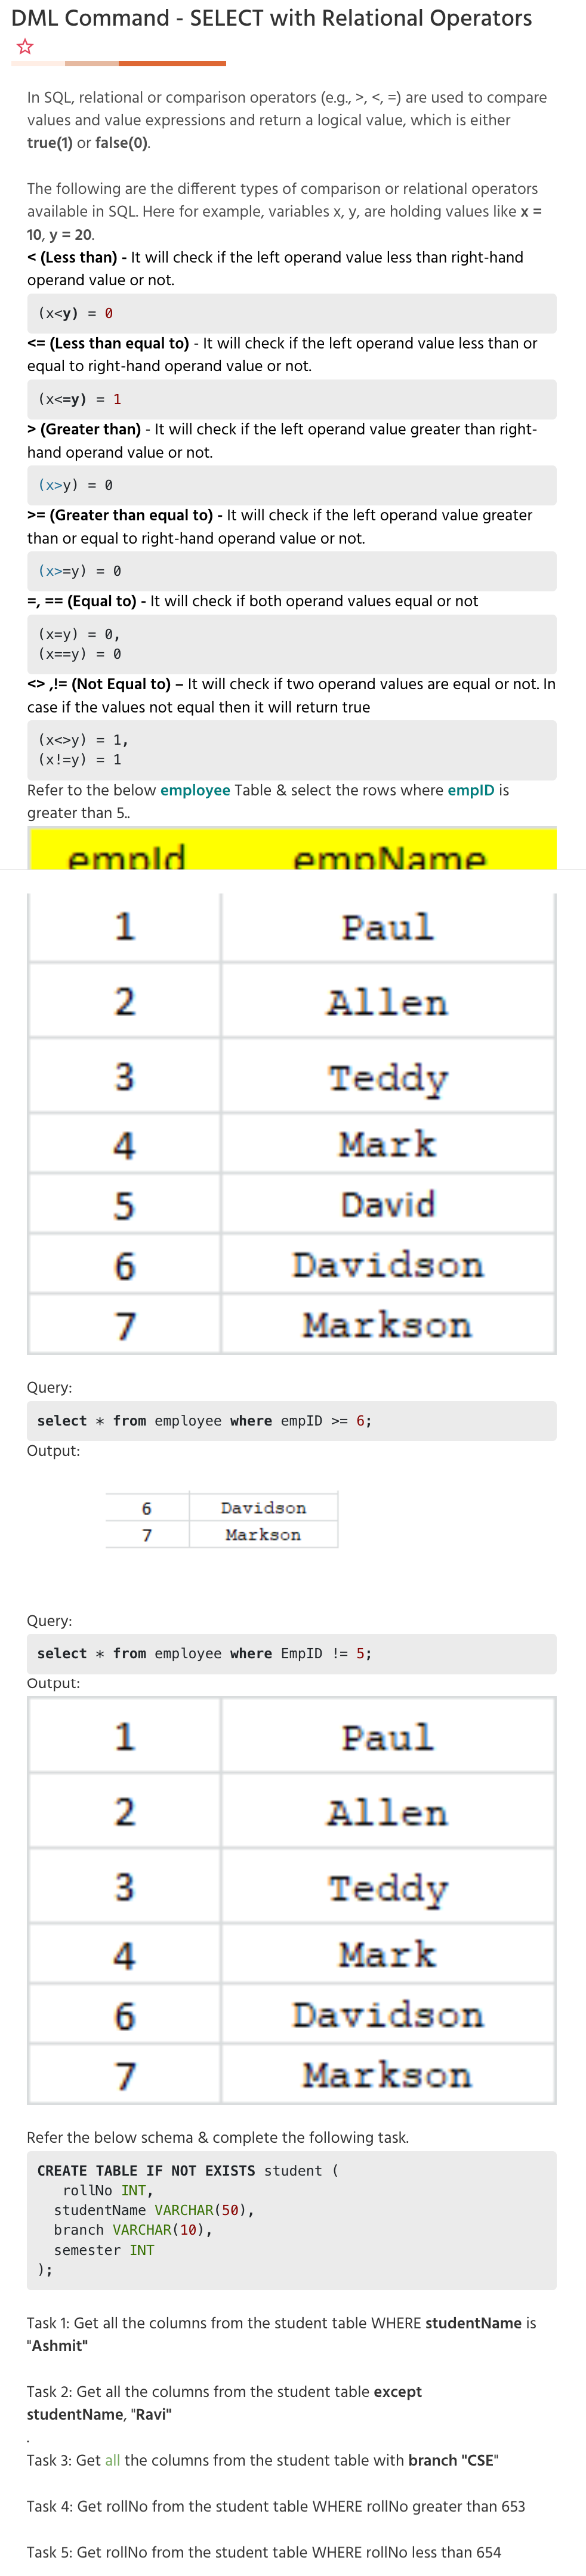 DML Command - SELECT with Relational Operators
In SQL, relational or comparison operators (e.g., >, <, =) are used to compare
values and value expressions and return a logical value, which is either
true(1) or false(0).
The following are the different types of comparison or relational operators
available in SQL. Here for example, variables x, y, are holding values like x =
10, y = 20.
< (Less than) - It will check if the left operand value less than right-hand
operand value or not.
(x<y) = 0
<= (Less than equal to) - It will check if the left operand value less than or
equal to right-hand operand value or not.
(x<=y) = 1
> (Greater than) - It will check if the left operand value greater than right-
hand operand value or not.
(x>y) = 0
>= (Greater than equal to) - It will check if the left operand value greater
than or equal to right-hand operand value or not.
(x>=y) = 0
=, == (Equal to) - It will check if both operand values equal or not
(x=y) = 0,
(x==y) = 0
<> ,!= (Not Equal to) – It will check if two operand values are equal or not. In
case if the values not equal then it will return true
(x<>y) = 1,
(x!=y) = 1
Refer to the below employee Table & select the rows where empID is
greater than 5..
empId empName
1 Paul
2 Allen
3 Teddy
4 Mark
5 David
6 Davidson
7 Markson
Query:
select * from employee where empID >= 6;
Output:
6 Davidson
7 Markson
Query:
select * from employee where EmpID != 5;
Output:
1 Paul
2 Allen
3 Teddy
4 Mark
6 Davidson
7 Markson
Refer the below schema & complete the following task.
CREATE TABLE IF NOT EXISTS student (
rollNo INT,
studentName VARCHAR(50),
branch VARCHAR(10),
semester INT
);
Task 1: Get all the columns from the student table WHERE studentName is
"Ashmit"
Task 2: Get all the columns from the student table except
studentName, "Ravi"
.
Task 3: Get all the columns from the student table with branch "CSE"
Task 4: Get rollNo from the student table WHERE rollNo greater than 653
Task 5: Get rollNo from the student table WHERE rollNo less than 654